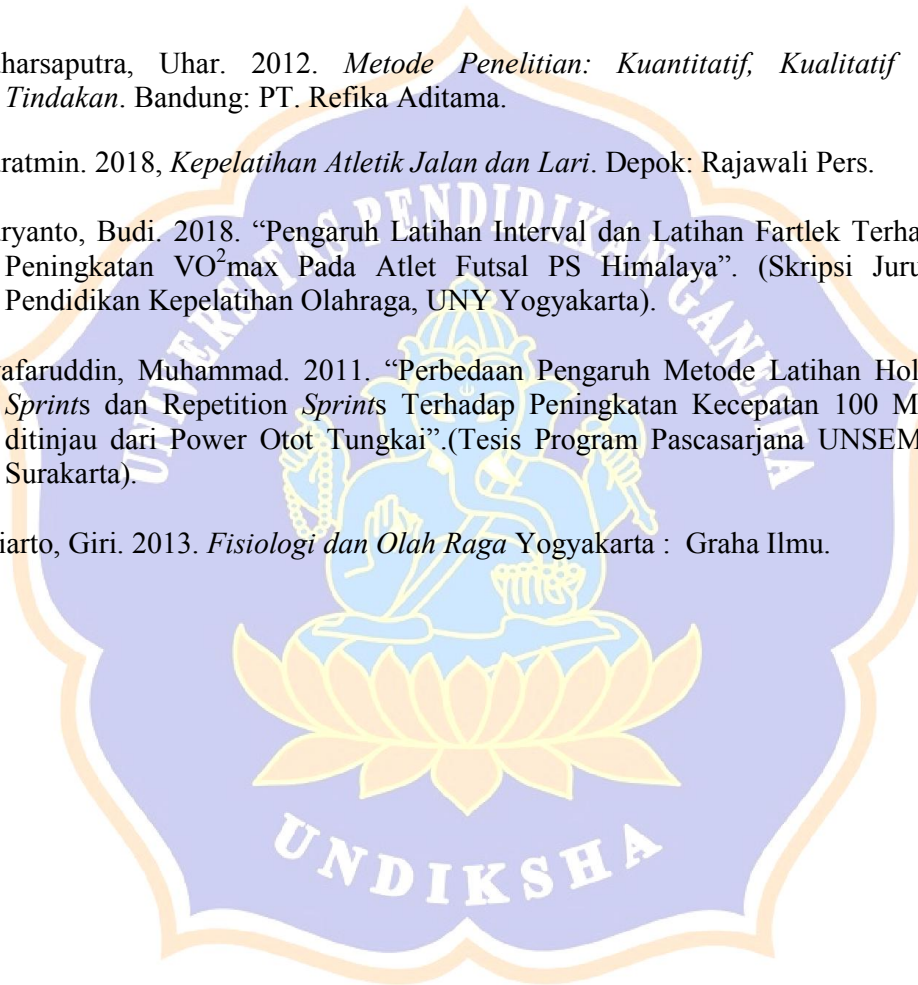 harsaputra, Uhar. 2012. Metode Penelitian: Kuantitatif, Kualitatif
Tindakan. Bandung: PT. Refika Aditama.
ratmin. 2018, Kepelatihan Atletik Jalan dan Lari. Depok: Rajawali Pers.
ryanto, Budi. 2018. “Pengaruh Latihan Interval dan Latihan Fartlek Terha
Peningkatan VO²max Pada Atlet Futsal PS Himalaya”. (Skripsi Juru
Pendidikan Kepelatihan Olahraga, UNY Yogyakarta).
afaruddin, Muhammad. 2011. “Perbedaan Pengaruh Metode Latihan Hol
Sprints dan Repetition Sprints Terhadap Peningkatan Kecepatan 100 M
ditinjau dari Power Otot Tungkai”.(Tesis Program Pascasarjana UNSEM
Surakarta).
iarto, Giri. 2013. Fisiologi dan Olah Raga Yogyakarta : Graha Ilmu.
UNIVERSITAS PENDIDIKAN GANESHA
UNDIKSHA